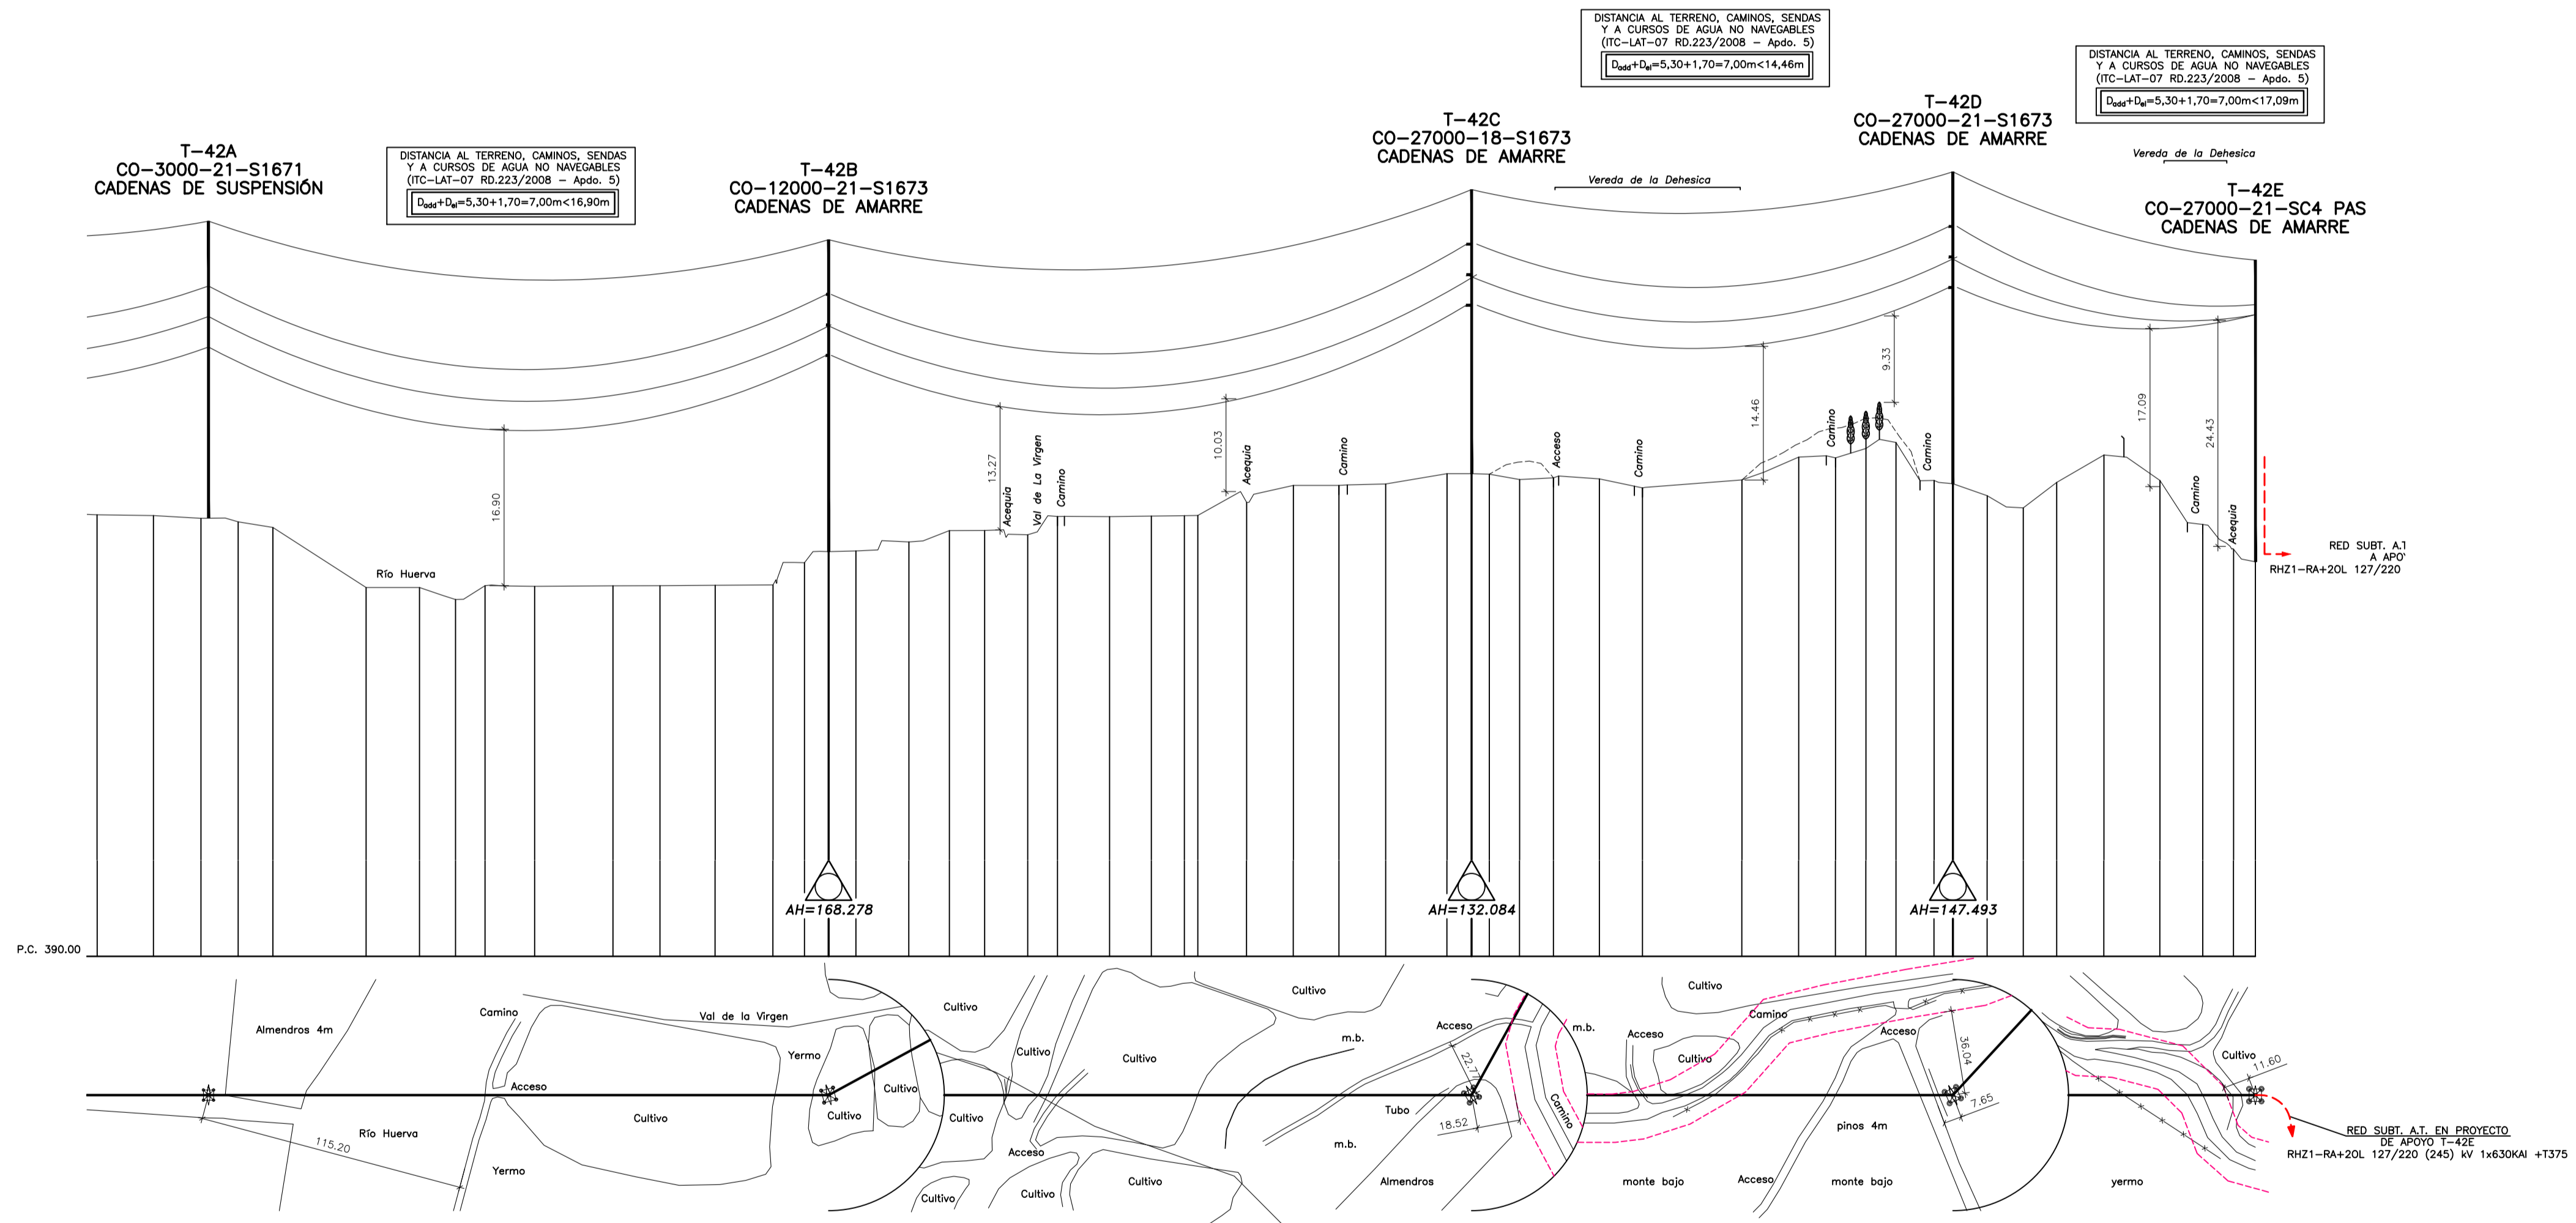 DISTANCIA AL TERRENO, CAMINOS, SENDAS
Y A CURSOS DE AGUA NO NAVEGABLES
(ITC-LAT-07 RD.223/2008 - Apdo. 5)
Dadd+Del=5,30+1,70=7,00m<14,46m
DISTANCIA AL TERRENO, CAMINOS, SENDAS
Y A CURSOS DE AGUA NO NAVEGABLES
(ITC-LAT-07 RD.223/2008 - Apdo. 5)
Dadd+Del=5,30+1,70=7,00m<17,09m
T-42D
CO-27000-21-S1673
CADENAS DE AMARRE
T-42C
CO-27000-18-S1673
CADENAS DE AMARRE
T-42A
CO-3000-21-S1671
CADENAS DE SUSPENSIÓN
DISTANCIA AL TERRENO, CAMINOS, SENDAS
Y A CURSOS DE AGUA NO NAVEGABLES
(ITC-LAT-07 RD.223/2008 - Apdo. 5)
Dadd+Del=5,30+1,70=7,00m<16,90m
T-42B
CO-12000-21-S1673
CADENAS DE AMARRE
Vereda de la Dehesica
Vereda de la Dehesica
T-42E
CO-27000-21-SC4 PAS
CADENAS DE AMARRE
16.90
13.27
10.03
14.46
9.33
17.09
24.43
Río Huerva
Acequia
Val de La Virgen
Camino
Acequia
Camino
Acceso
Camino
Camino
Camino
Camino
Acequia
RED SUBT. A.T
A APO
RHZ1-RA+2OL 127/220
AH=168.278
AH=132.084
AH=147.493
P.C. 390.00
Almendros 4m
Camino
Val de la Virgen
Yermo
Acceso
Cultivo
Río Huerva
115.20
Yermo
Cultivo
Cultivo
Cultivo
Cultivo
Cultivo
Cultivo
Acceso
Cultivo
Cultivo
Cultivo
Cultivo
Cultivo
m.b.
Acceso
22.77
Tubo
18.52
m.b.
Almendros
m.b.
Camino
Acceso
Cultivo
Cultivo
Camino
Acceso
36.04
7.65
pinos 4m
monte bajo
Acceso
monte bajo
Cultivo
11.60
yermo
RED SUBT. A.T. EN PROYECTO
DE APOYO T-42E
RHZ1-RA+2OL 127/220 (245) kV 1x630KAl +T375